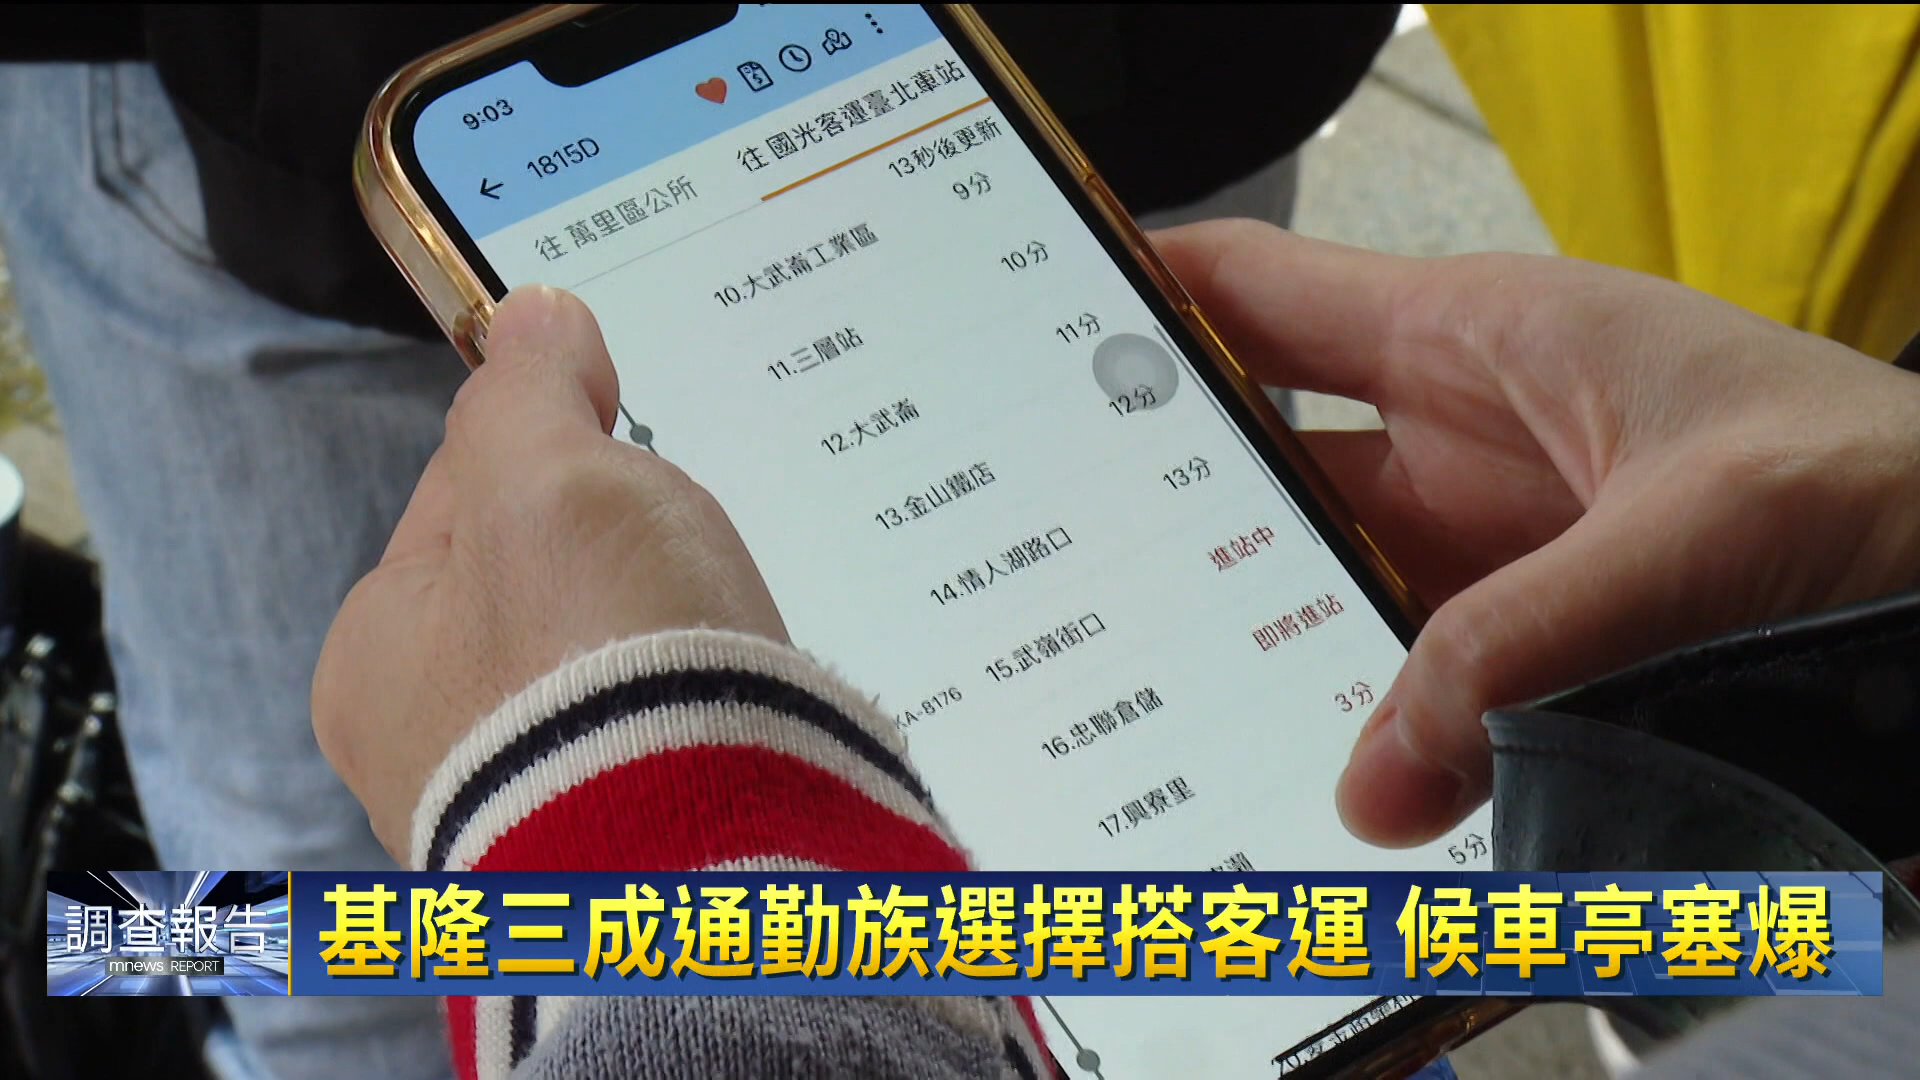 9:03
1815D
往 萬里區公所
往 國光客運臺北車站
13秒後更新
10.大武崙工業區
9分
11.三層站
10分
12.大武崙
11分
13.金山鐵店
12分
14.情人湖路口
13分
15.武嶺街口
進站中
KA-8176
16.忠聯倉儲
即將進站
17.興寮里
3分
5分
調查報告
mnews REPORT
基隆三成通勤族選擇搭客運 候車亭塞爆